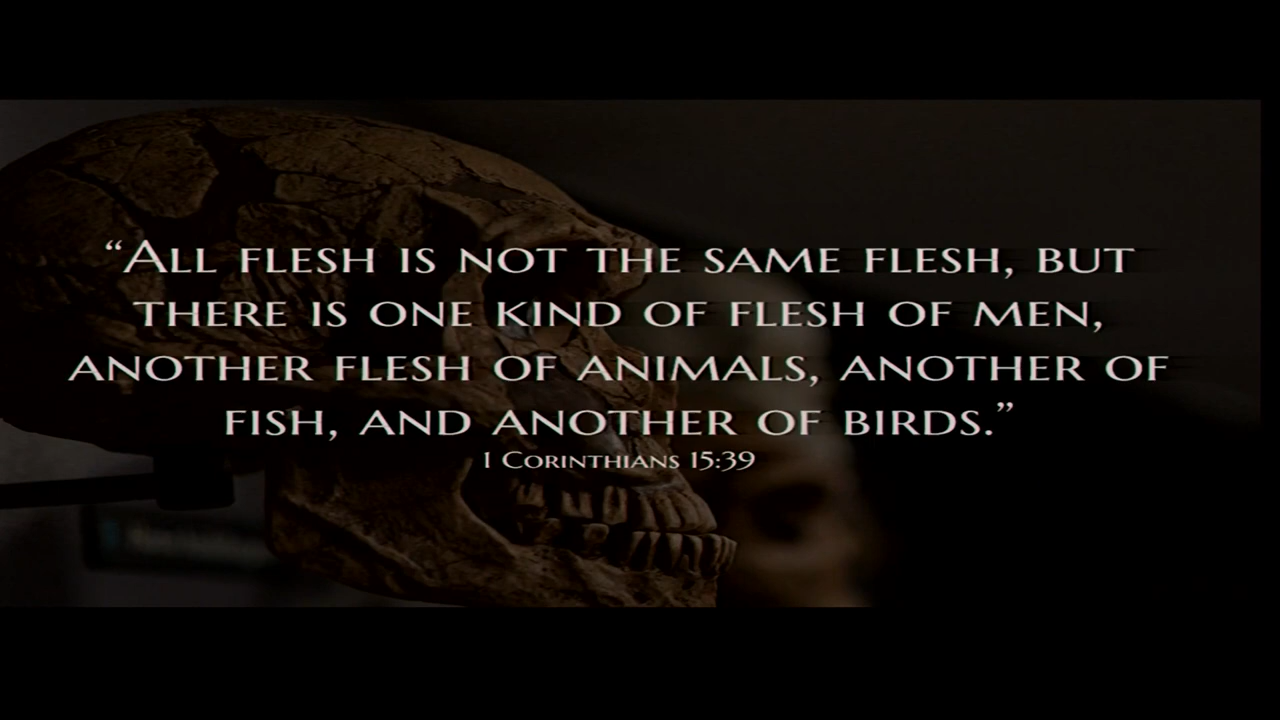 “All flesh is not the same flesh, but
there is one kind of flesh of men,
another flesh of animals, another of
fish, and another of birds.”
1 Corinthians 15:39